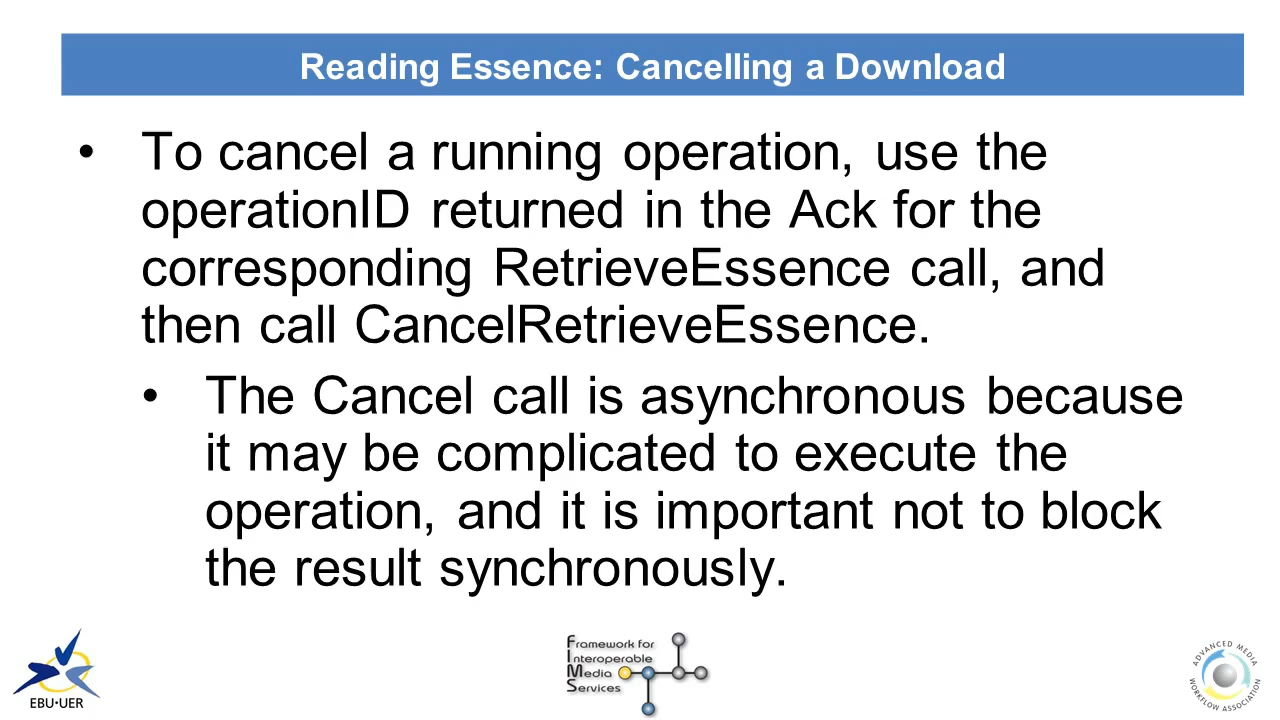 Reading Essence: Cancelling a Download
• To cancel a running operation, use the
operationID returned in the Ack for the
corresponding RetrieveEssence call, and
then call CancelRetrieveEssence.
• The Cancel call is asynchronous because
it may be complicated to execute the
operation, and it is important not to block
the result synchronously.
EBU•UER
Framework for
Interoperable
Media
Services
ADVANCED MEDIA
WORKFLOW ASSOCIATION